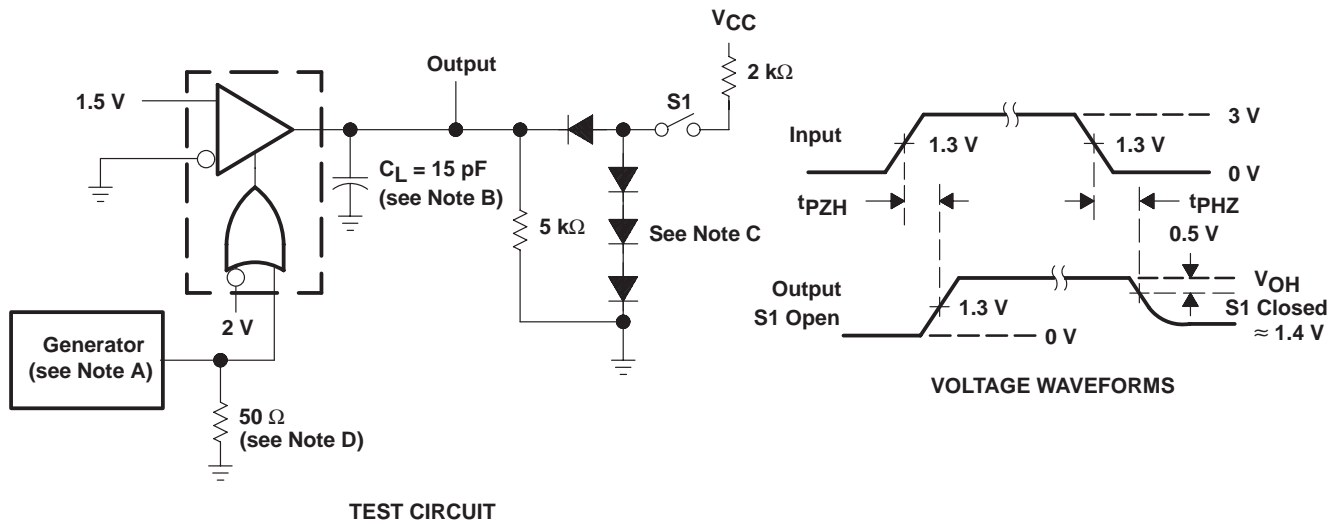 VCC
Output
2 kΩ
S1
1.5 V
CL = 15 pF
(see Note B)
5 kΩ
See Note C
2 V
Generator
(see Note A)
50 Ω
(see Note D)
TEST CIRCUIT
3 V
Input
1.3 V
1.3 V
0 V
tPZH
tPHZ
0.5 V
Output
S1 Open
VOH
S1 Closed
1.3 V
≈ 1.4 V
0 V
VOLTAGE WAVEFORMS